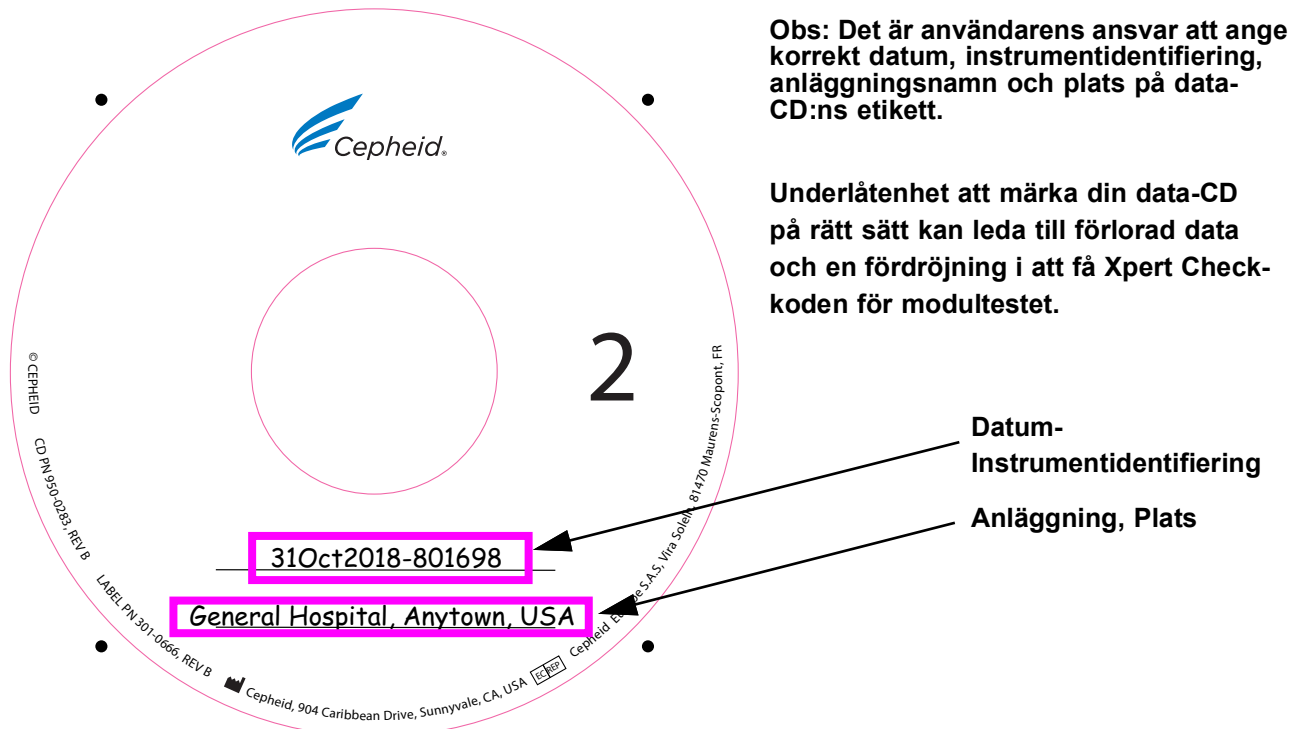 Obs: Det är användarens ansvar att ange
korrekt datum, instrumentidentifiering,
anläggningsnamn och plats på data-
CD:ns etikett.
Underlåtenhet att märka din data-CD
på rätt sätt kan leda till förlorad data
och en fördröjning i att få Xpert Check-
koden för modultestet.
Cepheid®
2
Datum-
Instrumentidentifiering
Anläggning, Plats
31Oct2018-801698
General Hospital, Anytown, USA
© CEPHEID CD PN 950-0283, REV B LABEL PN 301-0666, REV B Cepheid, 904 Caribbean Drive, Sunnyvale, CA, USA EC REP Cepheid S.A.S, Vira Solelh, 81470 Maurens-Scopont, FR